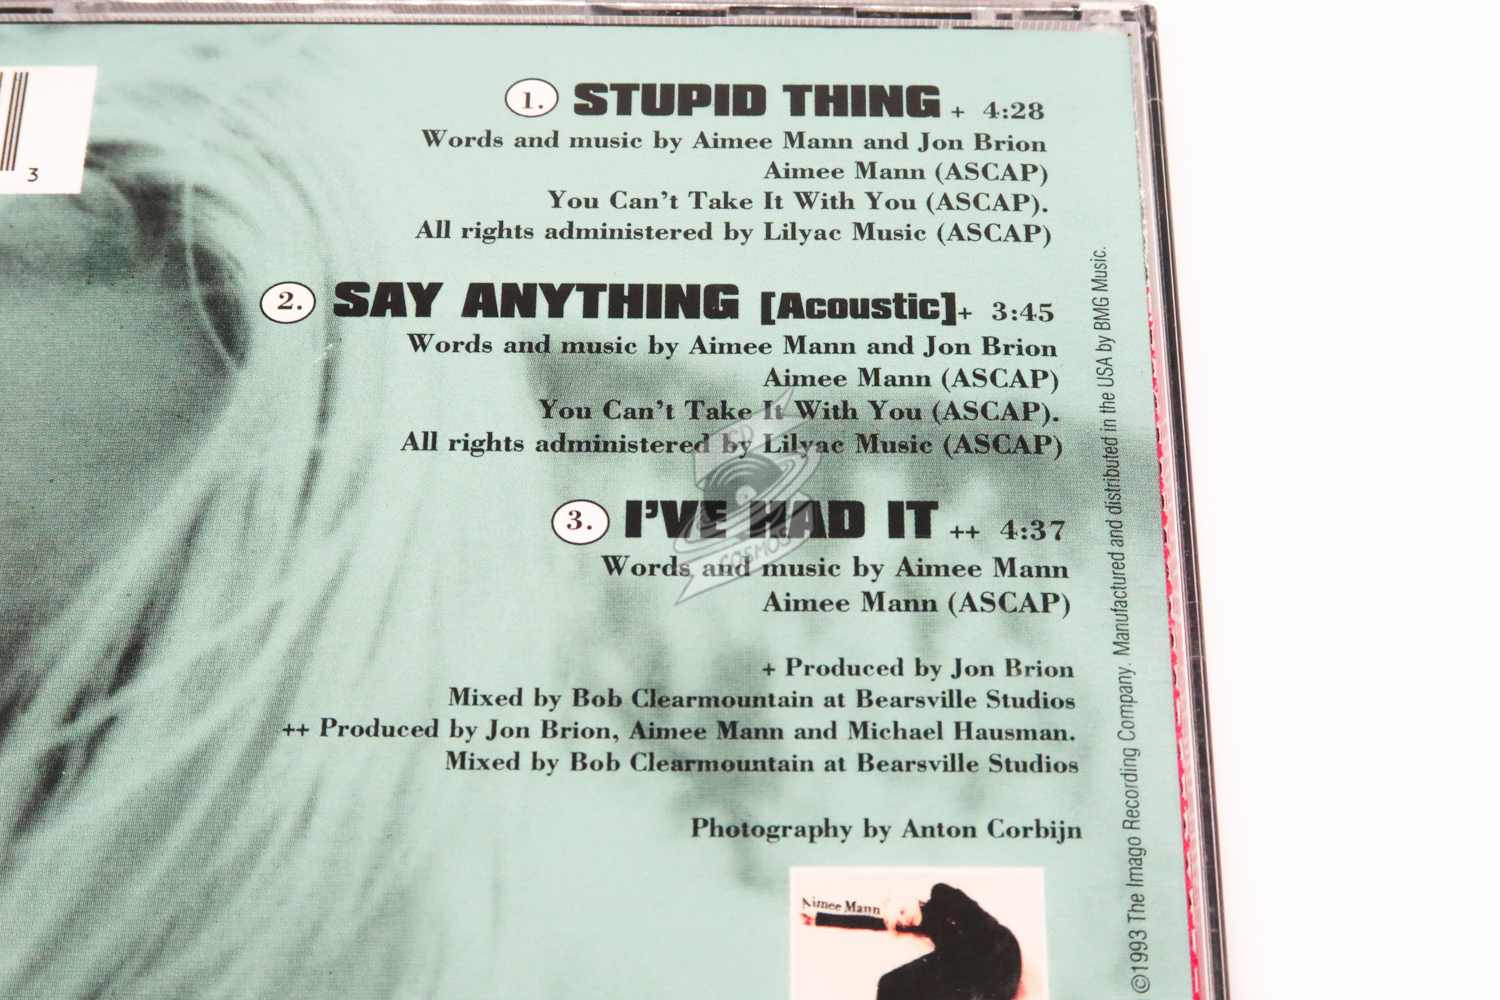 3
1. STUPID THING + 4:28
Words and music by Aimee Mann and Jon Brion
Aimee Mann (ASCAP)
You Can't Take It With You (ASCAP).
All rights administered by Lilyac Music (ASCAP)
2. SAY ANYTHING [Acoustic]+ 3:45
Words and music by Aimee Mann and Jon Brion
Aimee Mann (ASCAP)
You Can't Take It With You (ASCAP).
All rights administered by Lilyac Music (ASCAP)
3. I'VE HAD IT ++ 4:37
Words and music by Aimee Mann
Aimee Mann (ASCAP)
+ Produced by Jon Brion
Mixed by Bob Clearmountain at Bearsville Studios
++ Produced by Jon Brion, Aimee Mann and Michael Hausman.
Mixed by Bob Clearmountain at Bearsville Studios
Photography by Anton Corbijn
Aimee Mann
©1993 The Imago Recording Company. Manufactured and distributed in the USA by BMG Music.
CD
COSMOS